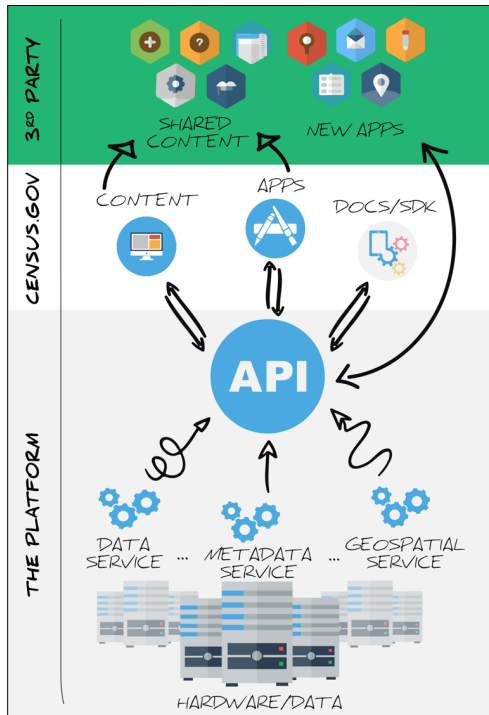 3RD PARTY
SHARED
CONTENT
NEW APPS
CENSUS.GOV
CONTENT
APPS
DOCS/SDK
THE PLATFORM
API
DATA
SERVICE
...
METADATA
SERVICE
...
GEOSPATIAL
SERVICE
HARDWARE/DATA